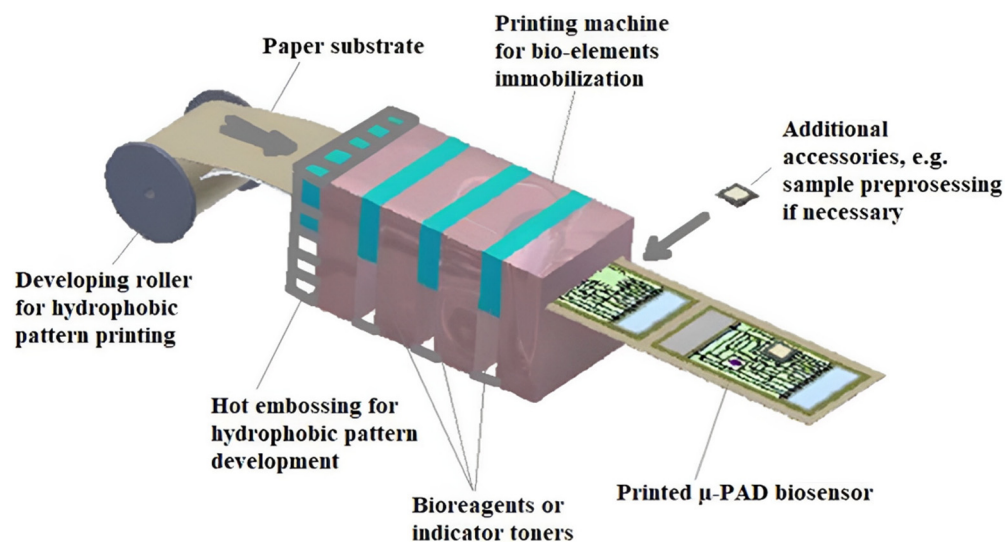 Paper substrate
Printing machine
for bio-elements
immobilization
Additional
accessories, e.g.
sample preprosessing
if necessary
Developing roller
for hydrophobic
pattern printing
Hot embossing for
hydrophobic pattern
development
Bioreagents or
indicator toners
Printed μ-PAD biosensor